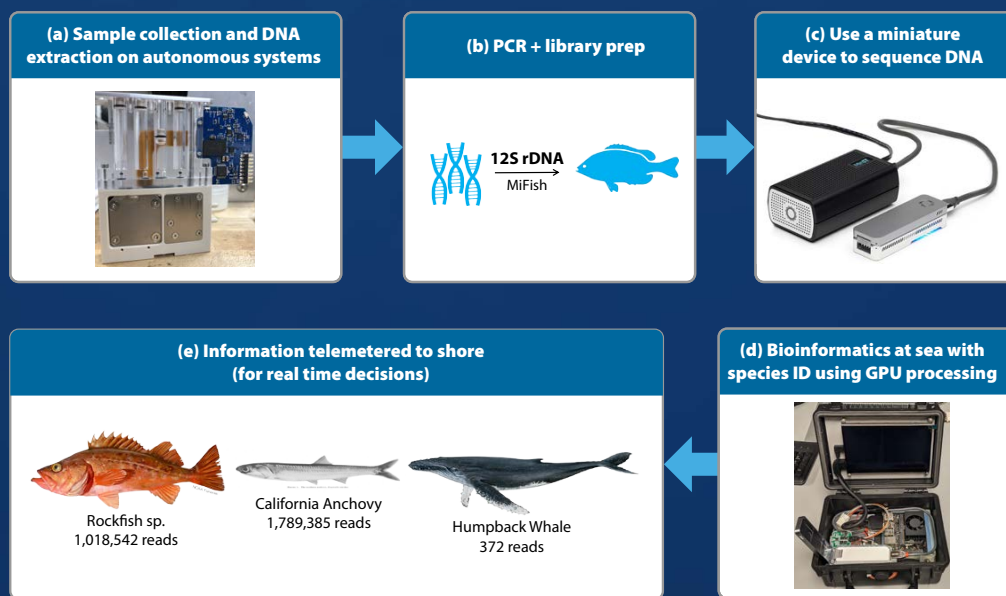 (a) Sample collection and DNA
extraction on autonomous systems
(b) PCR + library prep
12S rDNA
MiFish
(c) Use a miniature
device to sequence DNA
(d) Bioinformatics at sea with
species ID using GPU processing
(e) Information telemetered to shore
(for real time decisions)
Rockfish sp.
1,018,542 reads
California Anchovy
1,789,385 reads
Humpback Whale
372 reads